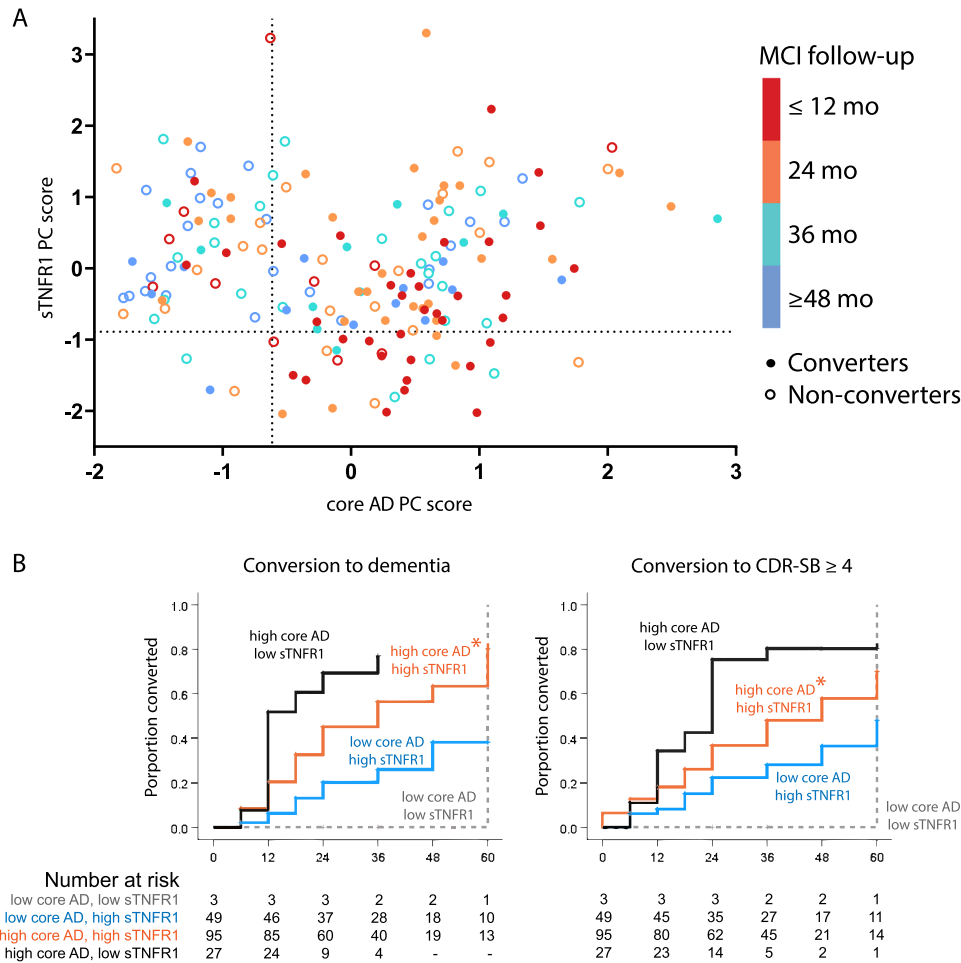 A
3
2
1
0
-1
-2
sTNFR1 PC score
-2
-1
0
1
2
3
core AD PC score
MCI follow-up
≤ 12 mo
24 mo
36 mo
≥48 mo
Converters
Non-converters
B
Conversion to dementia
Porportion converted
1.0
0.8
0.6
0.4
0.2
0.0
high core AD
low sTNFR1
high core AD*
high sTNFR1
low core AD
high sTNFR1
low core AD
low sTNFR1
0 12 24 36 48 60
Conversion to CDR-SB ≥ 4
Porportion converted
1.0
0.8
0.6
0.4
0.2
0.0
high core AD
low sTNFR1
high core AD*
high sTNFR1
low core AD
high sTNFR1
low core AD
low sTNFR1
0 12 24 36 48 60
Number at risk
low core AD, low sTNFR1 3 3 3 2 2 1 3 3 3 2 2 1
low core AD, high sTNFR1 49 46 37 28 18 10 49 45 35 27 17 11
high core AD, high sTNFR1 95 85 60 40 19 13 95 80 62 45 21 14
high core AD, low sTNFR1 27 24 9 4 - - 27 23 14 5 2 1